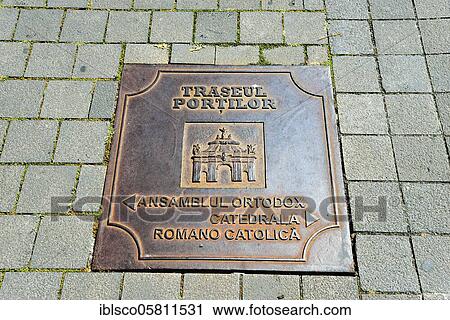 TRASEUL
PORȚILOR
ANSAMBLUL ORTODOX
CATEDRALA
ROMANO CATOLICĂ
FOTOSEARCH
iblsco05811531 www.fotosearch.com